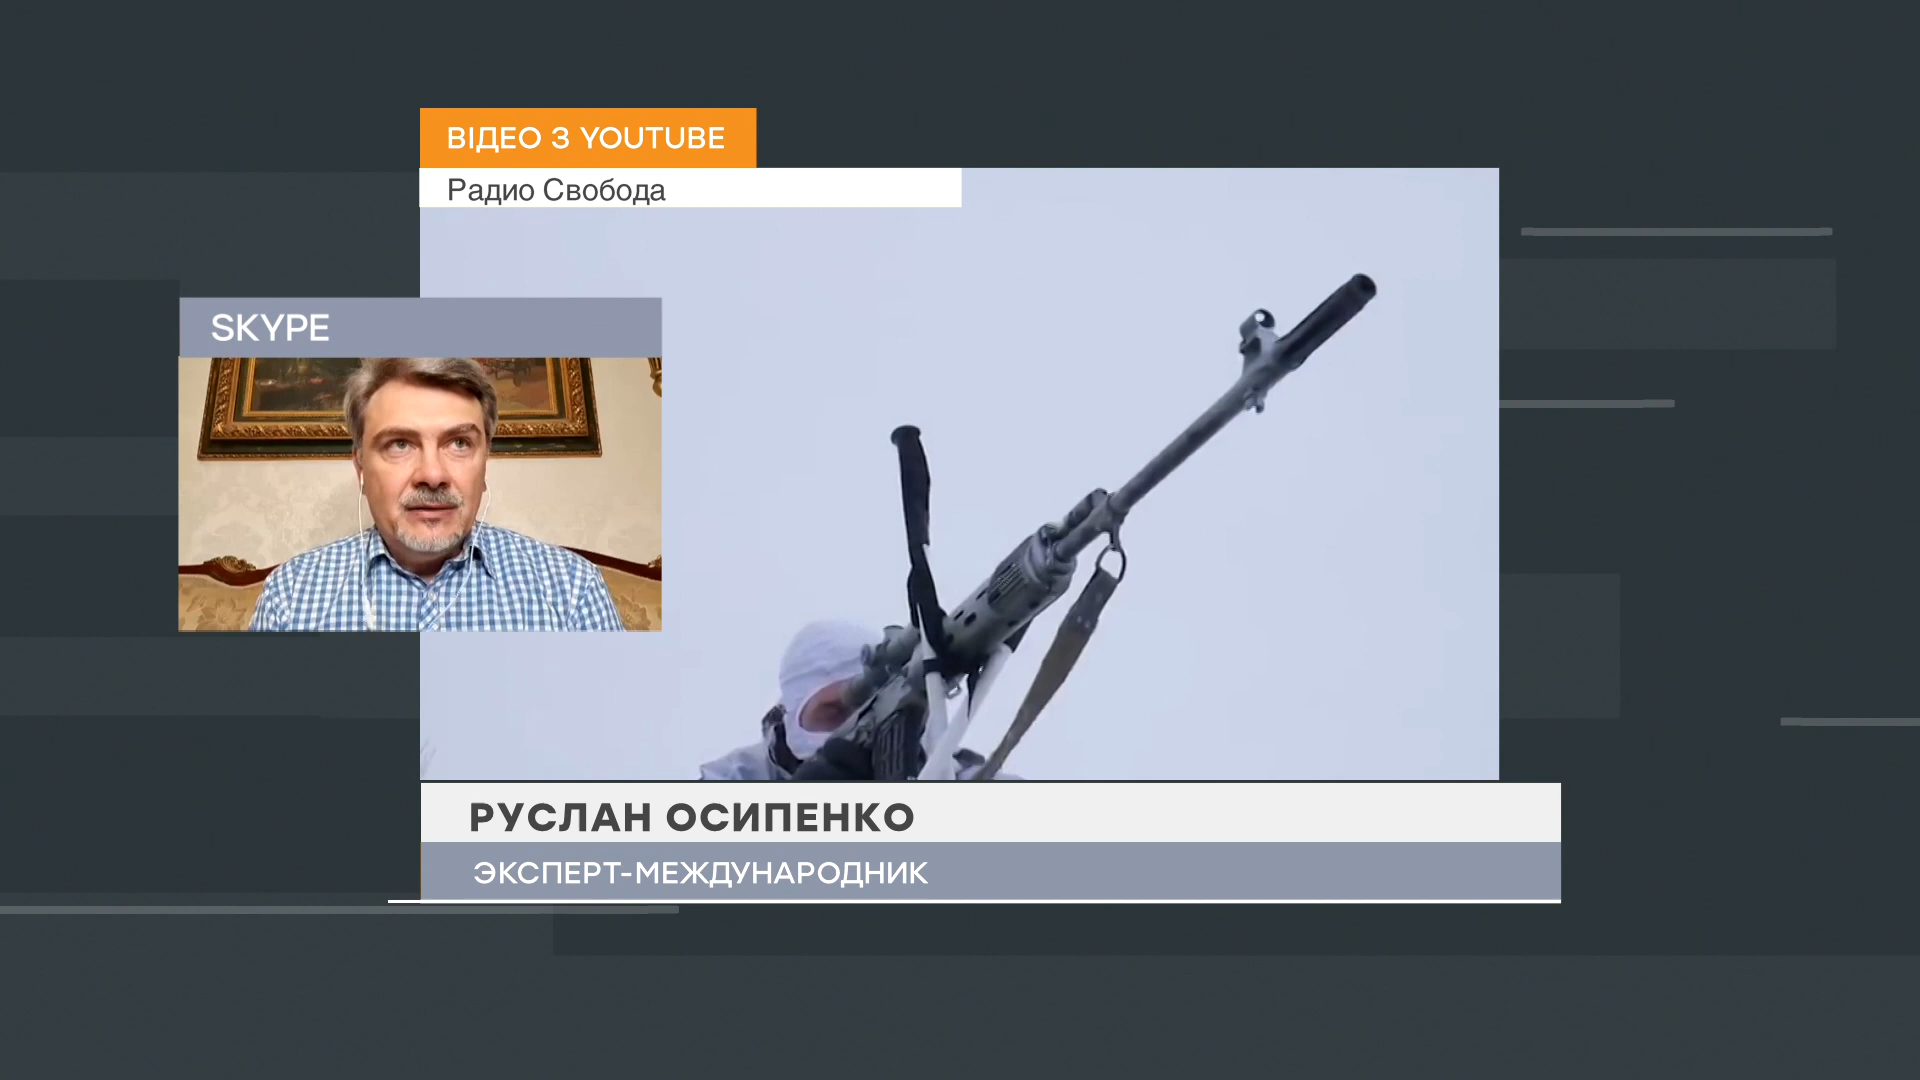 ВІДЕО З YOUTUBE
Радио Свобода
SKYPE
РУСЛАН ОСИПЕНКО
ЭКСПЕРТ-МЕЖДУНАРОДНИК